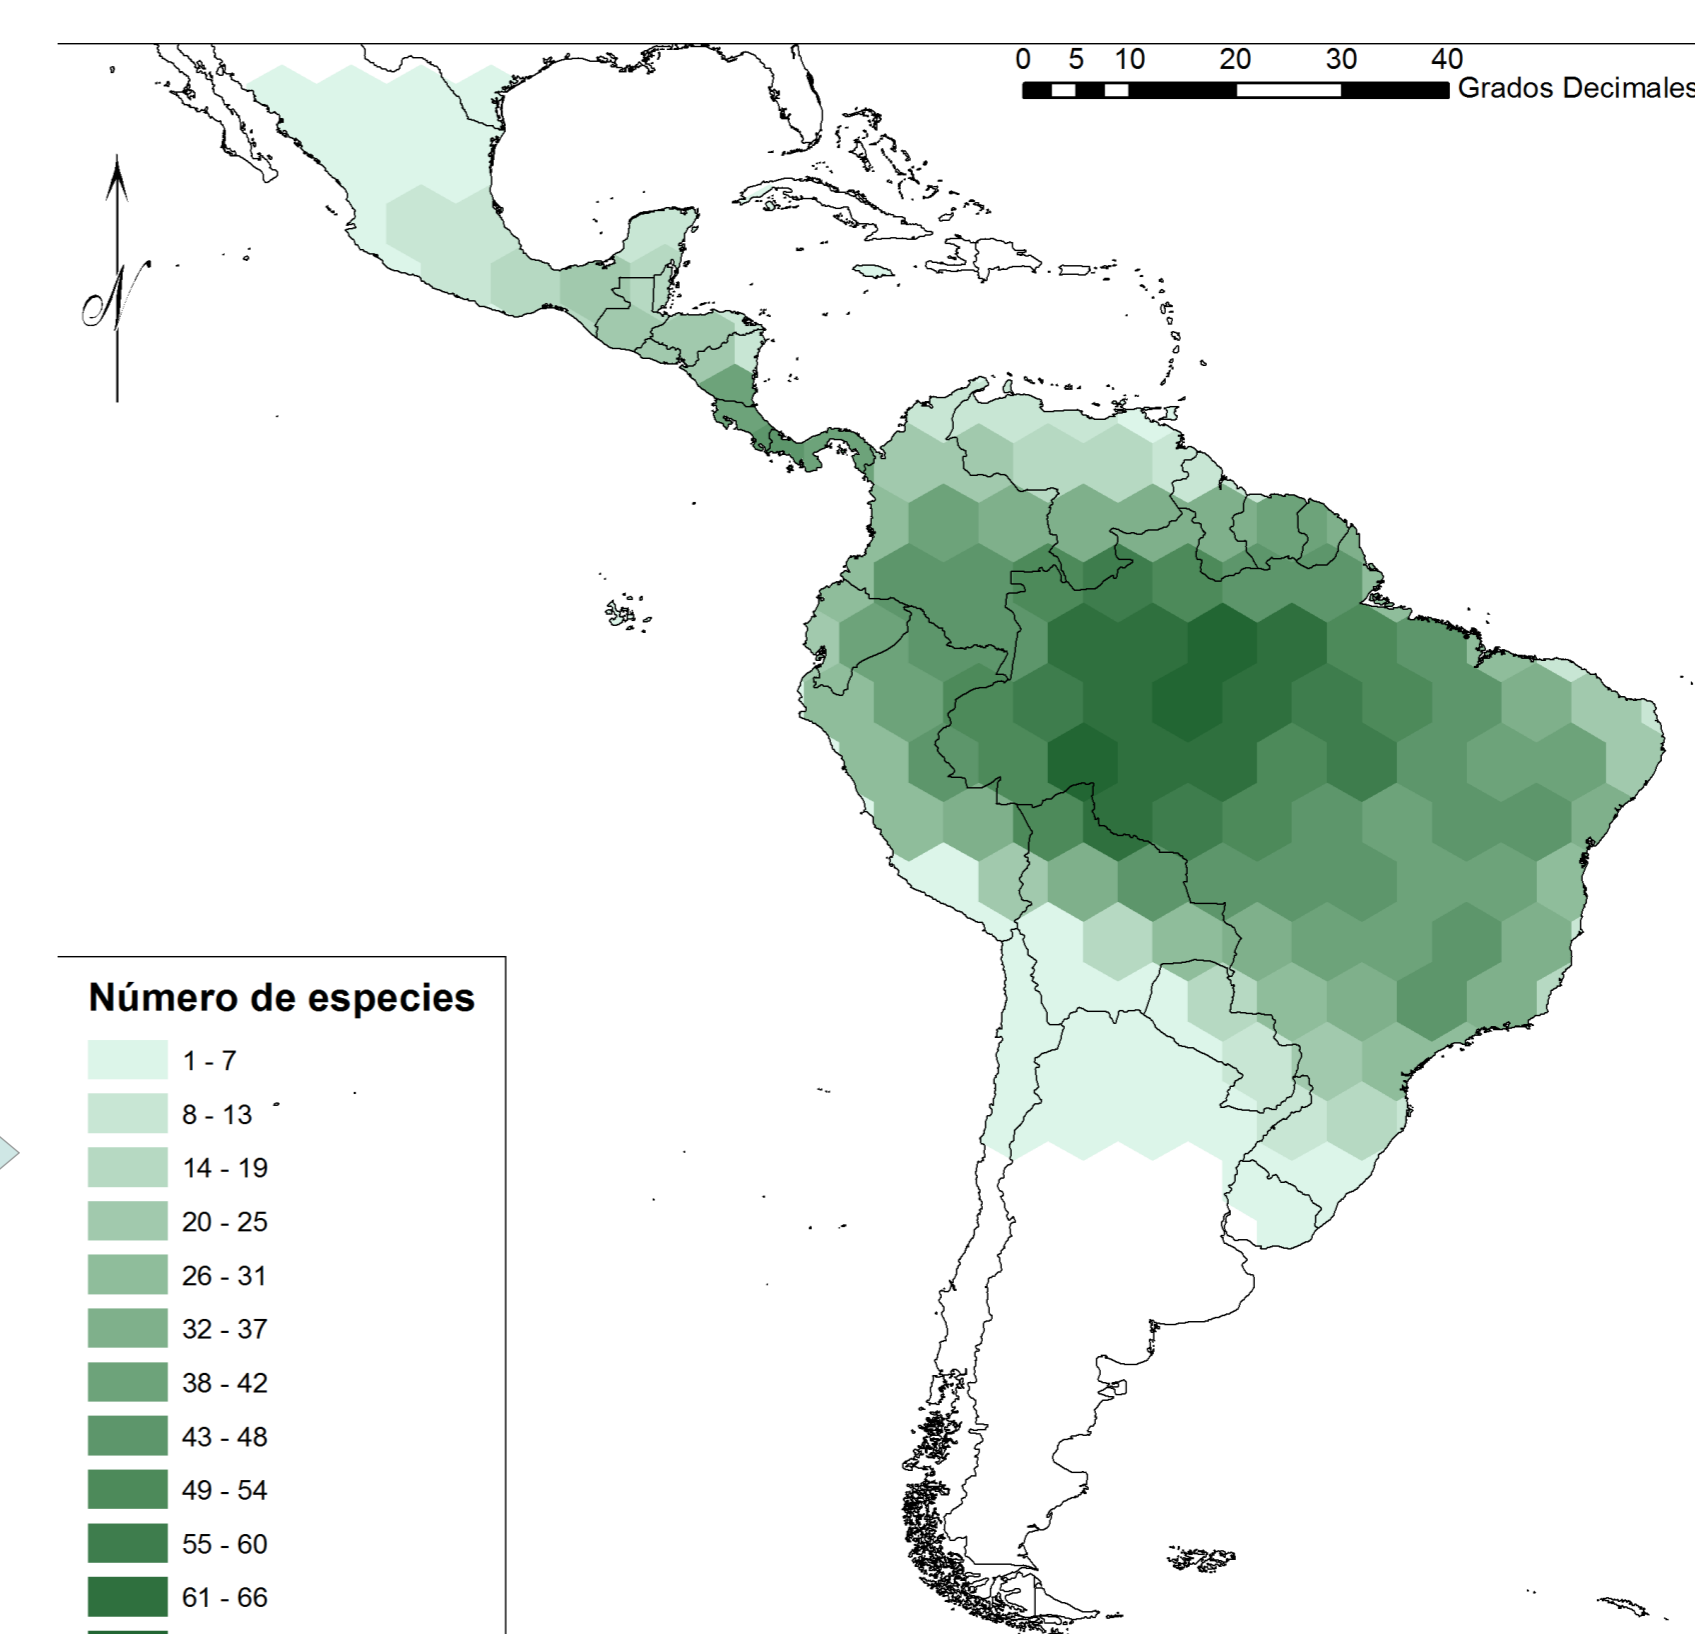 0 5 10 20 30 40
Grados Decimales
N
Número de especies
1 - 7
8 - 13
14 - 19
20 - 25
26 - 31
32 - 37
38 - 42
43 - 48
49 - 54
55 - 60
61 - 66